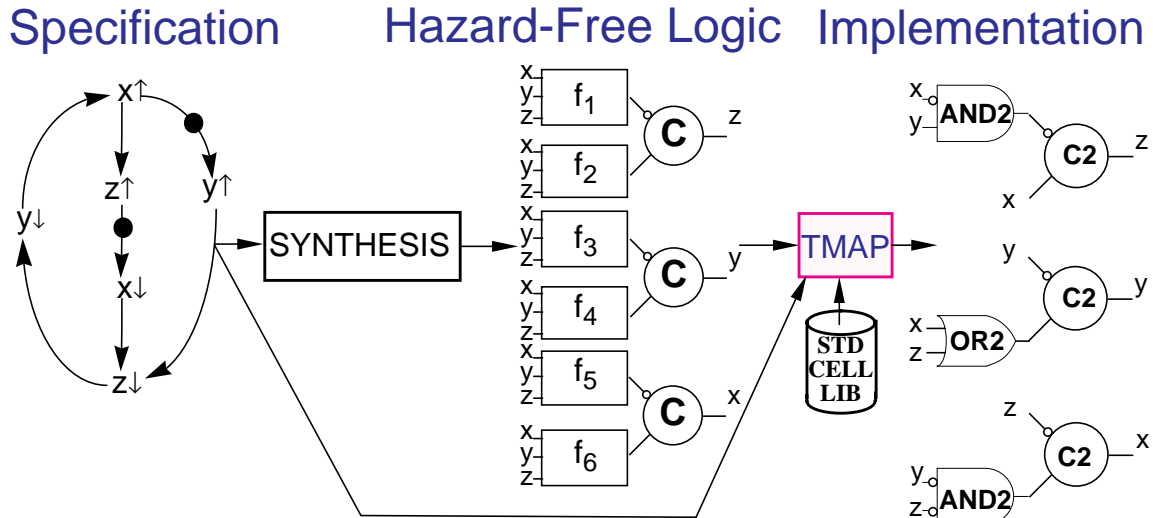 Specification
Hazard-Free Logic
Implementation
x↑
z↑
y↑
y↓
x↓
z↓
SYNTHESIS
x
y
z
f1
x
y
z
f2
C
z
x
y
z
f3
x
y
z
f4
C
y
x
y
z
f5
x
y
z
f6
C
x
TMAP
STD
CELL
LIB
x
y
AND2
x
C2
z
y
x
z
OR2
C2
y
z
y
z
AND2
C2
x